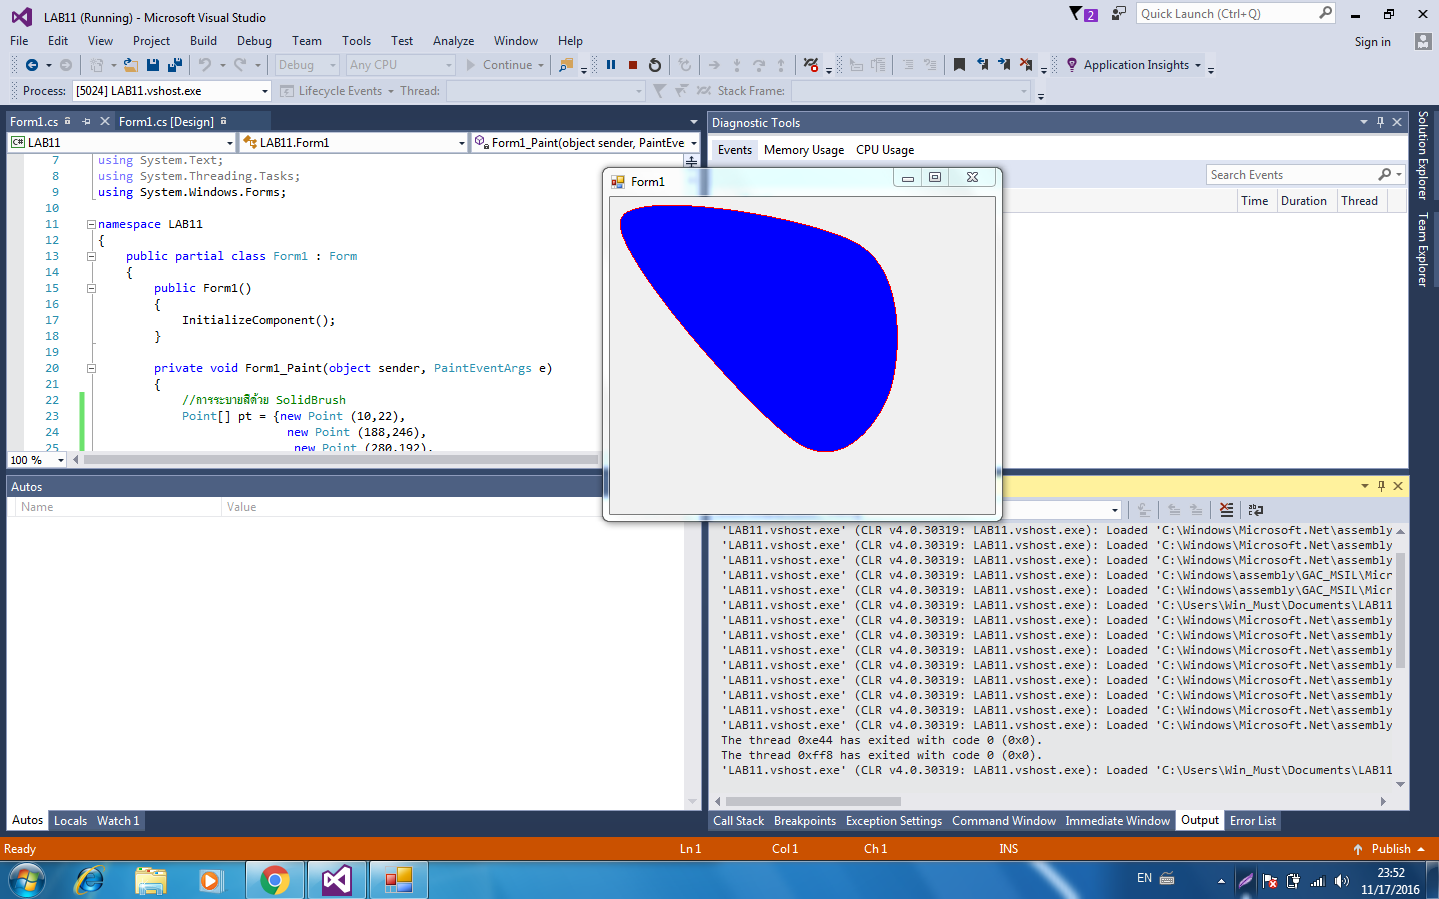 LAB11 (Running) - Microsoft Visual Studio
2
Quick Launch (Ctrl+Q)
File Edit View Project Build Debug Team Tools Test Analyze Window Help
Sign in
Debug Any CPU Continue Application Insights
Process: [5024] LAB11.vshost.exe Lifecycle Events Thread: Stack Frame:
Form1.cs Form1.cs [Design]
C# LAB11 LAB11.Form1 Form1_Paint(object sender, PaintEve
7 using System.Text;
8 using System.Threading.Tasks;
9 using System.Windows.Forms;
10
11 namespace LAB11
12 {
13 public partial class Form1 : Form
14 {
15 public Form1()
16 {
17 InitializeComponent();
18 }
19
20 private void Form1_Paint(object sender, PaintEventArgs e)
21 {
22 //การระบายสีด้วย SolidBrush
23 Point[] pt = {new Point (10,22),
24 new Point (188,246),
25 new Point (280,192),
100 %
Diagnostic Tools
Events Memory Usage CPU Usage
Search Events
Time Duration Thread
Solution Explorer
Team Explorer
Form1
Autos
Name Value
Autos Locals Watch 1
'LAB11.vshost.exe' (CLR v4.0.30319: LAB11.vshost.exe): Loaded 'C:\Windows\Microsoft.Net\assembly
'LAB11.vshost.exe' (CLR v4.0.30319: LAB11.vshost.exe): Loaded 'C:\Windows\Microsoft.Net\assembly
'LAB11.vshost.exe' (CLR v4.0.30319: LAB11.vshost.exe): Loaded 'C:\Windows\Microsoft.Net\assembly
'LAB11.vshost.exe' (CLR v4.0.30319: LAB11.vshost.exe): Loaded 'C:\Windows\assembly\GAC_MSIL\Micr
'LAB11.vshost.exe' (CLR v4.0.30319: LAB11.vshost.exe): Loaded 'C:\Windows\assembly\GAC_MSIL\Micr
'LAB11.vshost.exe' (CLR v4.0.30319: LAB11.vshost.exe): Loaded 'C:\Users\Win_Must\Documents\LAB11
'LAB11.vshost.exe' (CLR v4.0.30319: LAB11.vshost.exe): Loaded 'C:\Windows\Microsoft.Net\assembly
'LAB11.vshost.exe' (CLR v4.0.30319: LAB11.vshost.exe): Loaded 'C:\Windows\Microsoft.Net\assembly
'LAB11.vshost.exe' (CLR v4.0.30319: LAB11.vshost.exe): Loaded 'C:\Windows\Microsoft.Net\assembly
'LAB11.vshost.exe' (CLR v4.0.30319: LAB11.vshost.exe): Loaded 'C:\Windows\Microsoft.Net\assembly
'LAB11.vshost.exe' (CLR v4.0.30319: LAB11.vshost.exe): Loaded 'C:\Windows\Microsoft.Net\assembly
'LAB11.vshost.exe' (CLR v4.0.30319: LAB11.vshost.exe): Loaded 'C:\Windows\Microsoft.Net\assembly
'LAB11.vshost.exe' (CLR v4.0.30319: LAB11.vshost.exe): Loaded 'C:\Windows\Microsoft.Net\assembly
'LAB11.vshost.exe' (CLR v4.0.30319: LAB11.vshost.exe): Loaded 'C:\Windows\Microsoft.Net\assembly
The thread 0xe44 has exited with code 0 (0x0).
The thread 0xff8 has exited with code 0 (0x0).
'LAB11.vshost.exe' (CLR v4.0.30319: LAB11.vshost.exe): Loaded 'C:\Users\Win_Must\Documents\LAB11
Call Stack Breakpoints Exception Settings Command Window Immediate Window Output Error List
Ready Ln 1 Col 1 Ch 1 INS Publish
EN
23:52
11/17/2016